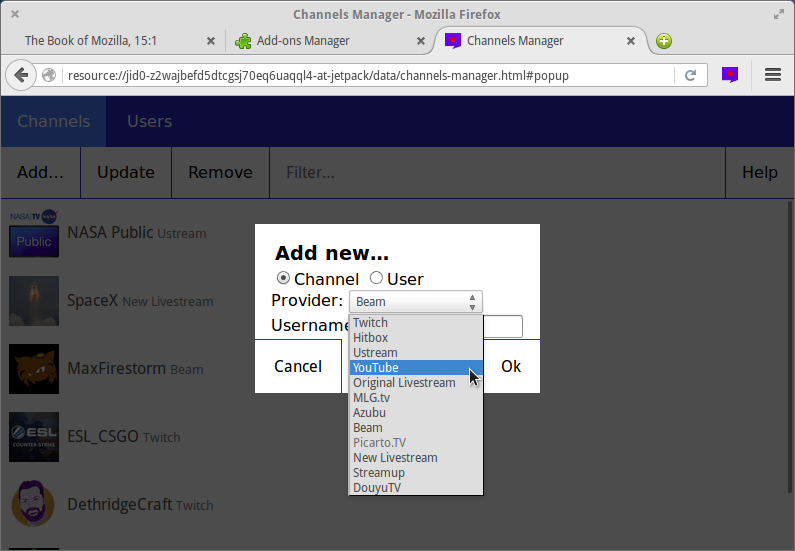 Channels Manager - Mozilla Firefox
The Book of Mozilla, 15:1
Add-ons Manager
Channels Manager
resource://jid0-z2wajbefd5dtcgsj70eq6uaqql4-at-jetpack/data/channels-manager.html#popup
Channels Users
Add... Update Remove Filter... Help
NASA TV NASA
Public
NASA Public Ustream
SpaceX New Livestream
MaxFirestorm Beam
ESL
COUNTER-STRIKE
ESL_CSGO Twitch
DethridgeCraft Twitch
Add new...
Channel User
Provider: Beam
Username
Twitch
Hitbox
Ustream
YouTube
Original Livestream
MLG.tv
Azubu
Beam
Picarto.TV
New Livestream
Streamup
DouyuTV
Cancel Ok